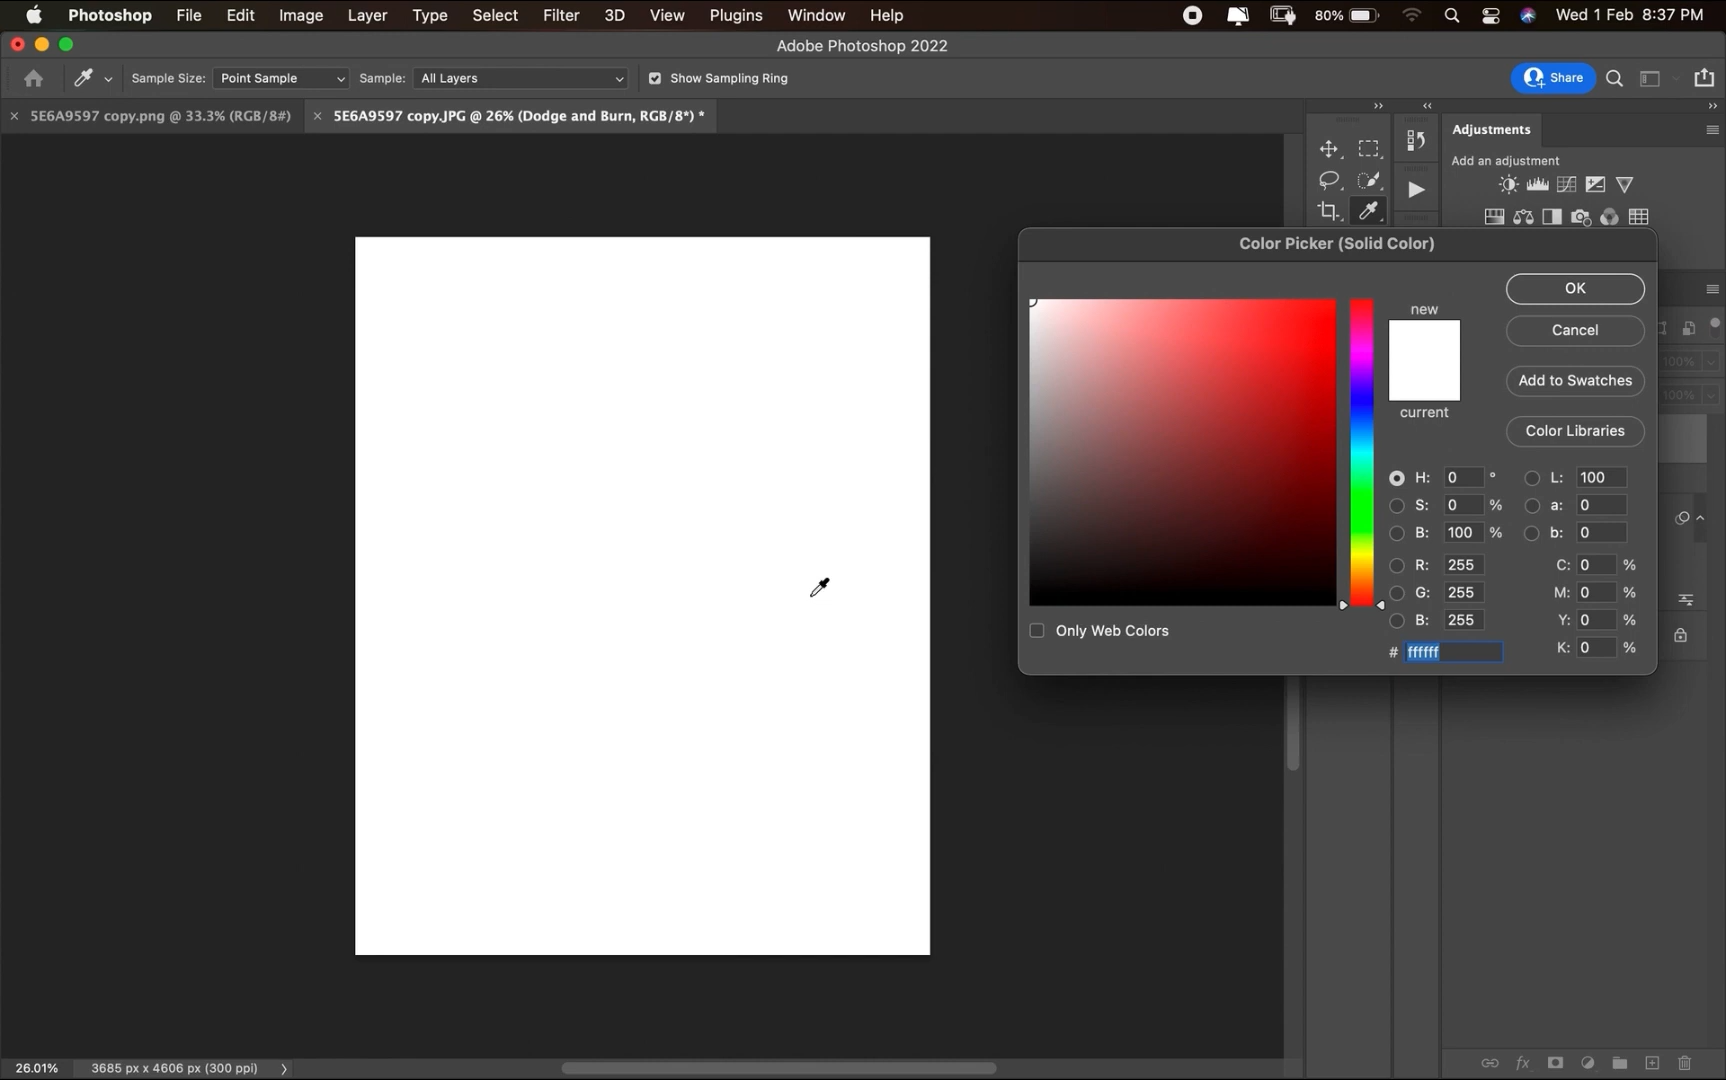 Photoshop File Edit Image Layer Type Select Filter 3D View Plugins Window Help 80% Wed 1 Feb 8:37 PM
Adobe Photoshop 2022
Sample Size: Point Sample Sample: All Layers Show Sampling Ring Share
5E6A9597 copy.png @ 33.3% (RGB/8#) 5E6A9597 copy.JPG @ 26% (Dodge and Burn, RGB/8*) *
Adjustments
Add an adjustment
Color Picker (Solid Color)
OK
new
Cancel
100%
Add to Swatches
100%
current
Color Libraries
H: 0 ° L: 100
S: 0 % a: 0
B: 100 % b: 0
R: 255 C: 0 %
G: 255 M: 0 %
B: 255 Y: 0 %
Only Web Colors
# ffffff K: 0 %
26.01% 3685 px x 4606 px (300 ppi)
fx